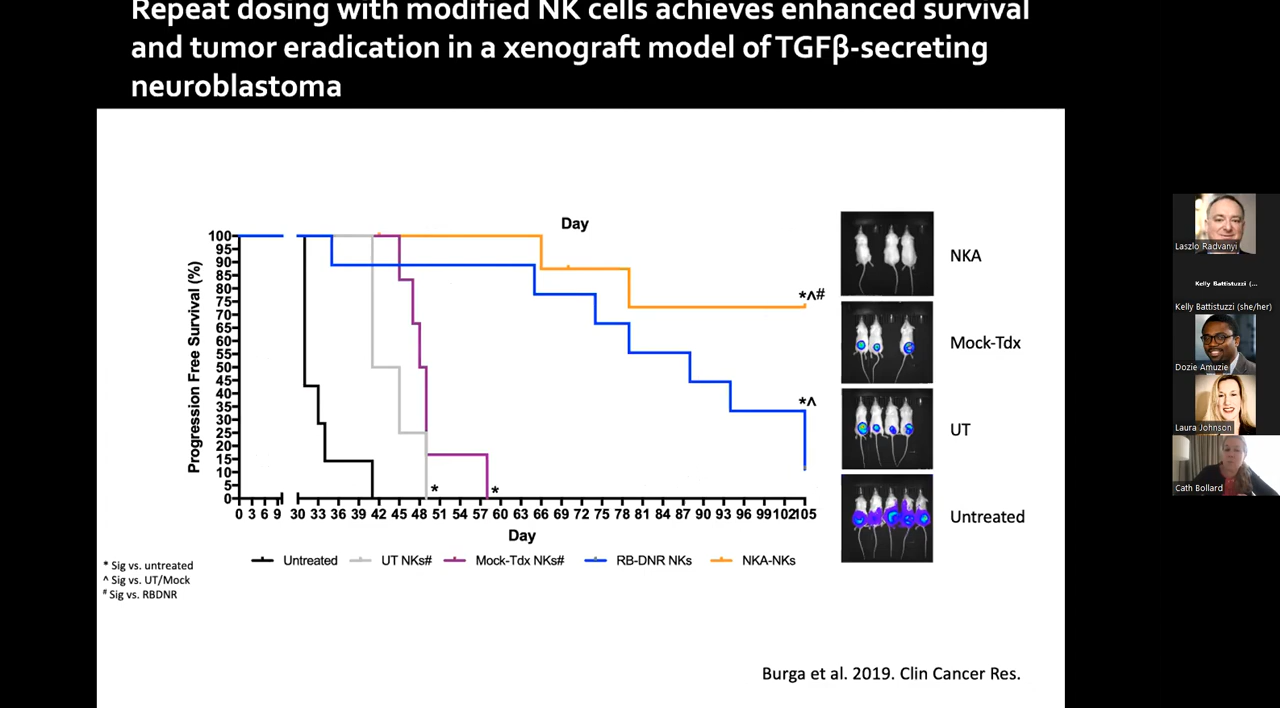 Repeat dosing with modified NK cells achieves enhanced survival
and tumor eradication in a xenograft model of TGFβ-secreting
neuroblastoma
Day
Progression Free Survival (%)
100
95
90
85
80
75
70
65
60
55
50
45
40
35
30
25
20
15
10
5
0
*^#
*^
*
*
0 3 6 9 30 33 36 39 42 45 48 51 54 57 60 63 66 69 72 75 78 81 84 87 90 93 96 99 102 105
Day
Untreated UT NKs# Mock-Tdx NKs# RB-DNR NKs NKA-NKs
* Sig vs. untreated
^ Sig vs. UT/Mock
# Sig vs. RBDNR
NKA
Mock-Tdx
UT
Untreated
Burga et al. 2019. Clin Cancer Res.
Laszlo Radvanyi
Kelly Battistuzzi (...
Kelly Battistuzzi (she/her)
Dozie Amuzie
Laura Johnson
Cath Bollard